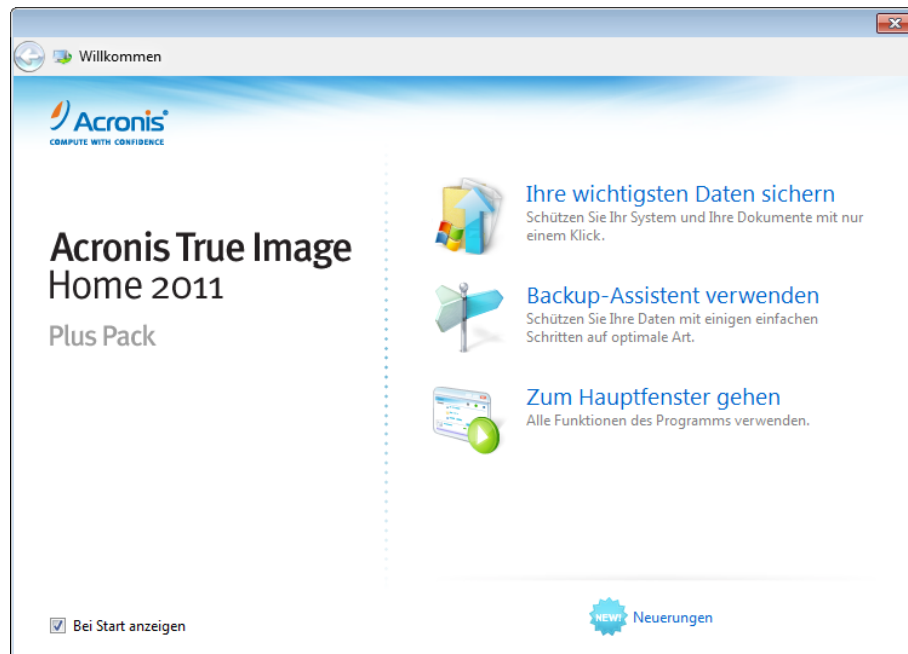 Willkommen
Acronis
COMPUTE WITH CONFIDENCE
Acronis True Image
Home 2011
Plus Pack
Ihre wichtigsten Daten sichern
Schützen Sie Ihr System und Ihre Dokumente mit nur
einem Klick.
Backup-Assistent verwenden
Schützen Sie Ihre Daten mit einigen einfachen
Schritten auf optimale Art.
Zum Hauptfenster gehen
Alle Funktionen des Programms verwenden.
Bei Start anzeigen
NEW!
Neuerungen